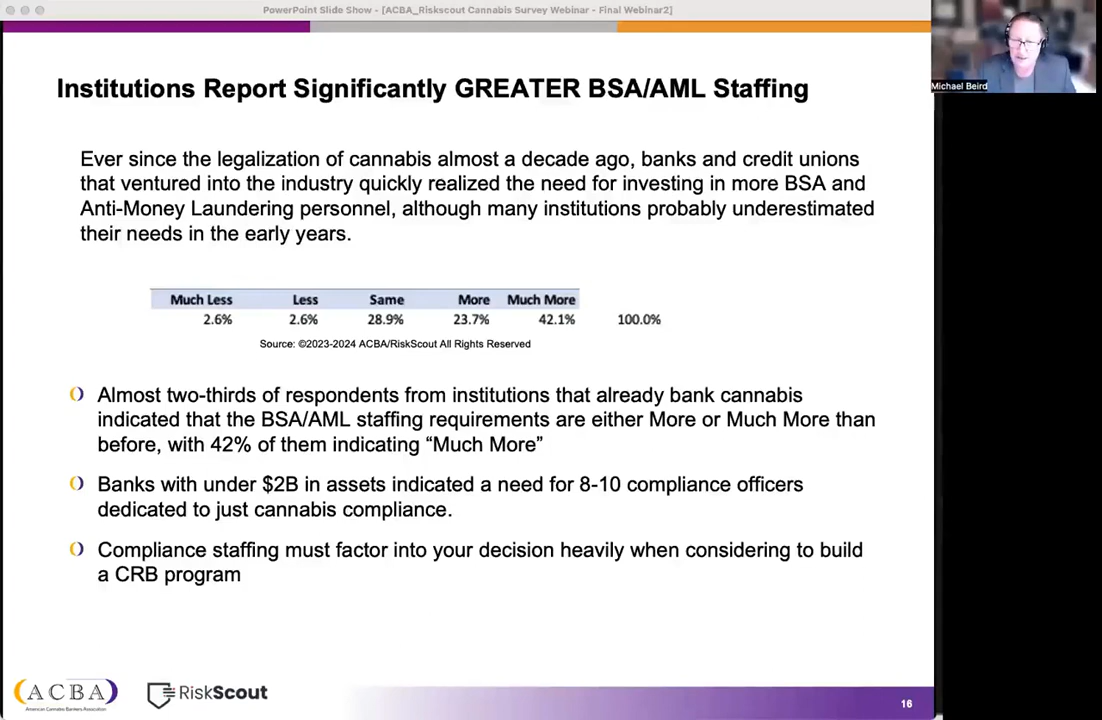 PowerPoint Slide Show - [ACBA_Riskscout Cannabis Survey Webinar - Final Webinar2]
Michael Beird
Institutions Report Significantly GREATER BSA/AML Staffing
Ever since the legalization of cannabis almost a decade ago, banks and credit unions
that ventured into the industry quickly realized the need for investing in more BSA and
Anti-Money Laundering personnel, although many institutions probably underestimated
their needs in the early years.
Much Less Less Same More Much More
2.6% 2.6% 28.9% 23.7% 42.1% 100.0%
Source: ©2023-2024 ACBA/RiskScout All Rights Reserved
Almost two-thirds of respondents from institutions that already bank cannabis
indicated that the BSA/AML staffing requirements are either More or Much More than
before, with 42% of them indicating “Much More”
Banks with under $2B in assets indicated a need for 8-10 compliance officers
dedicated to just cannabis compliance.
Compliance staffing must factor into your decision heavily when considering to build
a CRB program
ACBA
American Cannabis Bankers Association
RiskScout
16